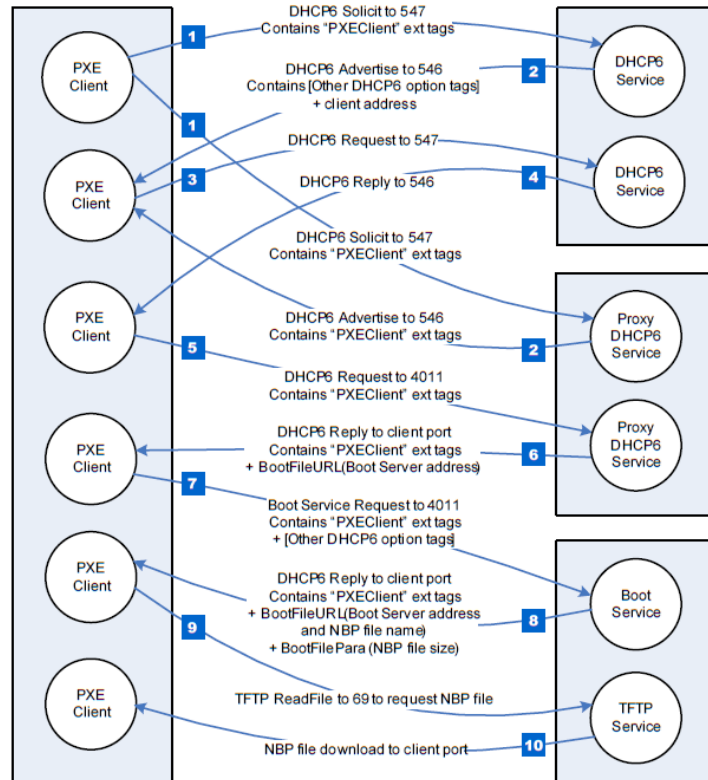 DHCP6 Solicit to 547
Contains “PXEClient” ext tags
1
PXE
Client
DHCP6
Service
2
DHCP6 Advertise to 546
Contains [Other DHCP6 option tags]
+ client address
1
DHCP6 Request to 547
PXE
Client
3
DHCP6
Service
4
DHCP6 Reply to 546
DHCP6 Solicit to 547
Contains “PXEClient” ext tags
PXE
Client
5
DHCP6 Advertise to 546
Contains “PXEClient” ext tags
2
Proxy
DHCP6
Service
DHCP6 Request to 4011
Contains “PXEClient” ext tags
PXE
Client
7
DHCP6 Reply to client port
Contains “PXEClient” ext tags
+ BootFileURL(Boot Server address)
6
Proxy
DHCP6
Service
Boot Service Request to 4011
Contains “PXEClient” ext tags
+ [Other DHCP6 option tags]
PXE
Client
9
DHCP6 Reply to client port
Contains “PXEClient” ext tags
+ BootFileURL(Boot Server address
and NBP file name)
+ BootFilePara (NBP file size)
8
Boot
Service
PXE
Client
TFTP ReadFile to 69 to request NBP file
TFTP
Service
10
NBP file download to client port